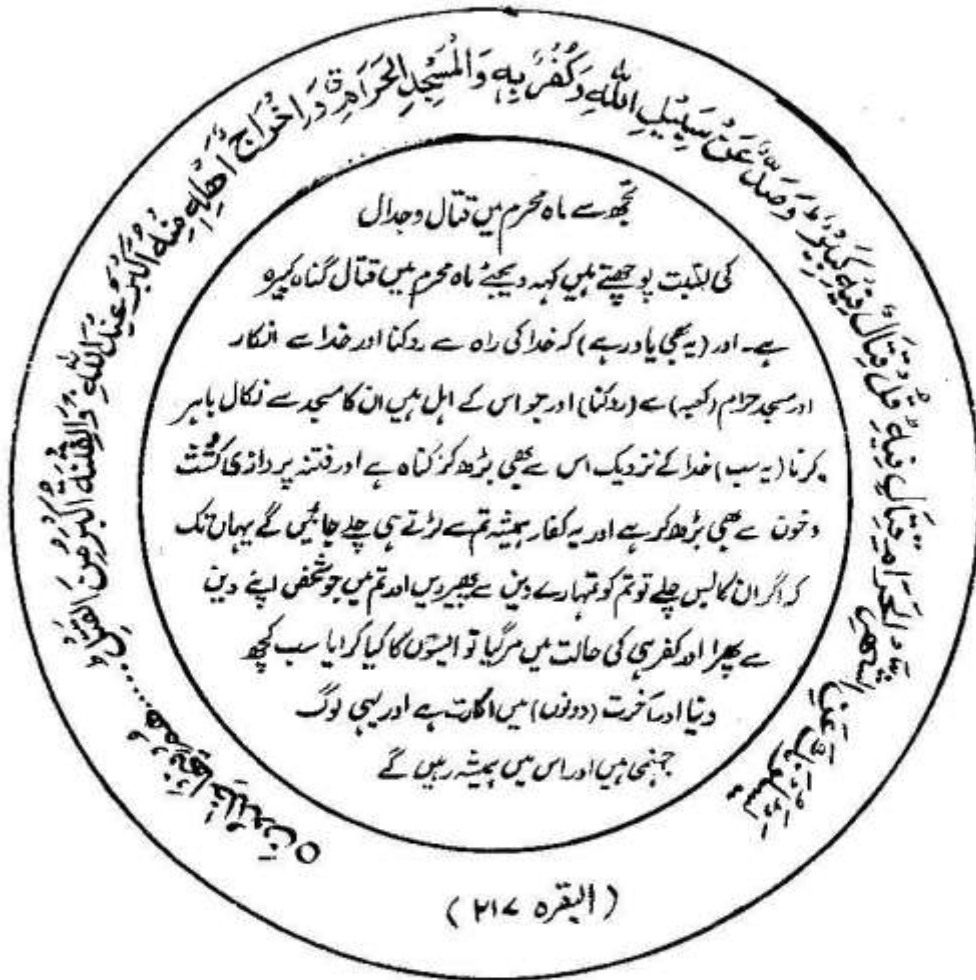 يَسْئَلُوْنَكَ عَنِ الشَّهْرِ الْحَرَامِ قِتَالٍ فِيْهِ قُلْ قِتَالٌ فِيْهِ كَبِيْرٌ ط وَصَدٌّ عَنْ سَبِيْلِ اللّٰهِ وَكُفْرٌۢ بِهٖ وَالْمَسْجِدِ الْحَرَامِ ق وَ اِخْرَاجُ اَهْلِهٖ مِنْهُ اَكْبَرُ عِنْدَ اللّٰهِ وَالْفِتْنَةُ اَكْبَرُ مِنَ الْقَتْلِ ...... هُمْ فِيْهَا خٰلِدُوْنَ ○
تجھ سے ماہ محرم میں قتال و جدال
کی نسبت پوچھتے ہیں کہہ دیجئے ماہ محرم میں قتال گناہ کبیرہ
ہے۔ اور (یہ بھی یاد رہے) کہ خدا کی راہ سے روکنا اور خدا سے انکار
اور مسجد حرام (کعبہ) سے (روکنا) اور جو اس کے اہل ہیں ان کا مسجد سے نکال باہر
کرنا (یہ سب) خدا کے نزدیک اس سے بھی بڑھ کر گناہ ہے اور فتنہ پردازی کشت
و خون سے بھی بڑھ کر ہے اور یہ کفار ہمیشہ تم سے لڑتے ہی چلے جائیں گے یہاں تک
کہ اگر ان کا بس چلے تو تم کو تمہارے دین سے پھیر دیں اور تم میں جو شخص اپنے دین
سے پھرا اور کفر ہی کی حالت میں مر گیا تو ایسوں کا کیا کرایا سب کچھ
دنیا اور آخرت (دونوں) میں اکارت ہے اور یہی لوگ
جہنمی ہیں اور اس میں ہمیشہ رہیں گے
(البقرہ ۲۱۷)